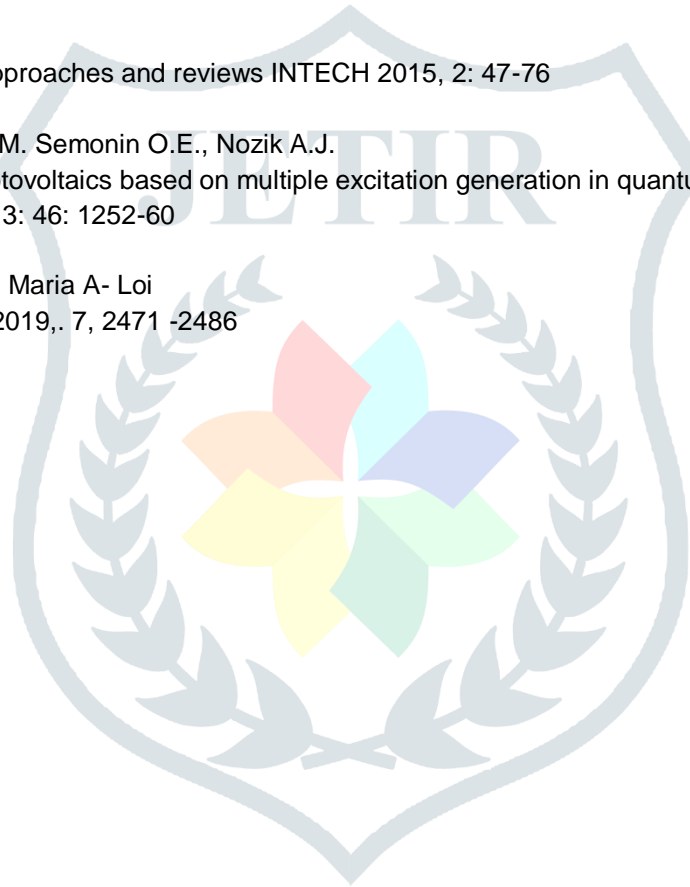 pproaches and reviews INTECH 2015, 2: 47-76
M. Semonin O.E., Nozik A.J.
otovoltaics based on multiple excitation generation in quantu
3: 46: 1252-60
Maria A- Loi
2019,. 7, 2471 -2486
JETIR